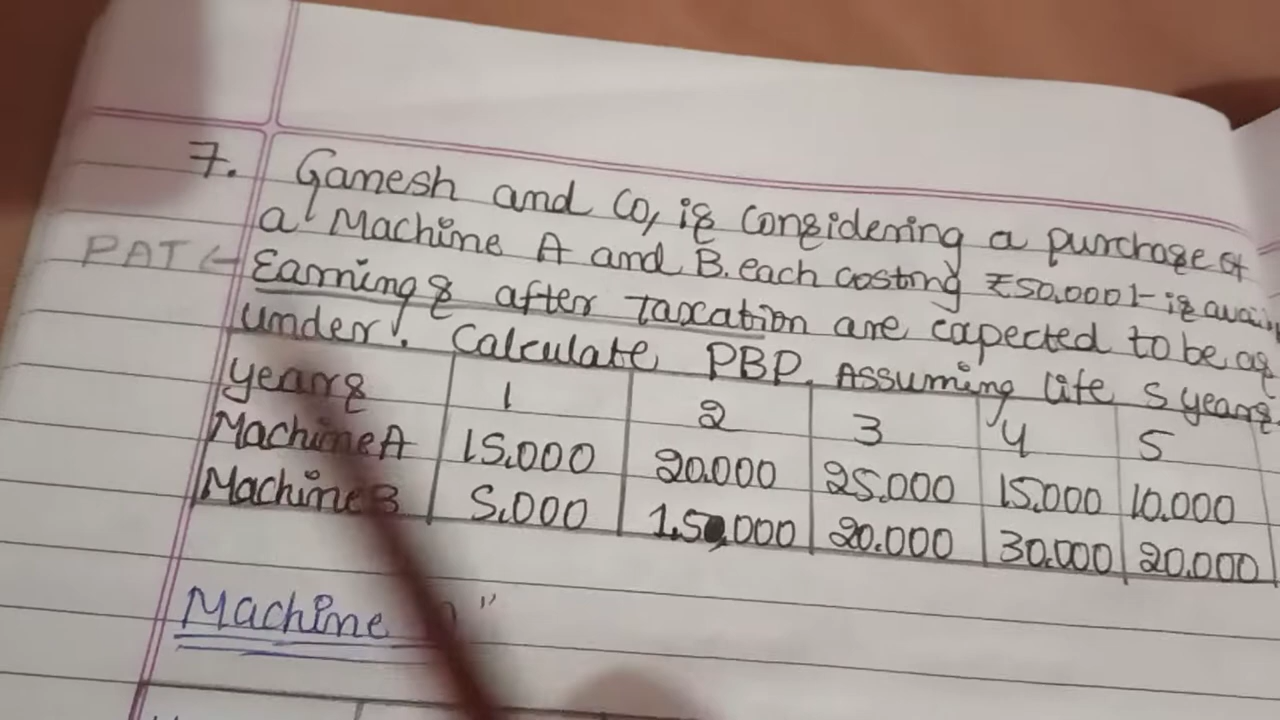 7. Ganesh and Co, is Considering a purchase of
a Machine A and B. each costing ₹50,000/- is
PAT ← Earnings after taxation are expected to be as
under!. Calculate PBP. Assuming life 5 years.
years 1 2 3 4 5
Machine A 15,000 20,000 25,000 15,000 10,000
Machine B 5,000 15,000 20,000 30,000 20,000
Machine "